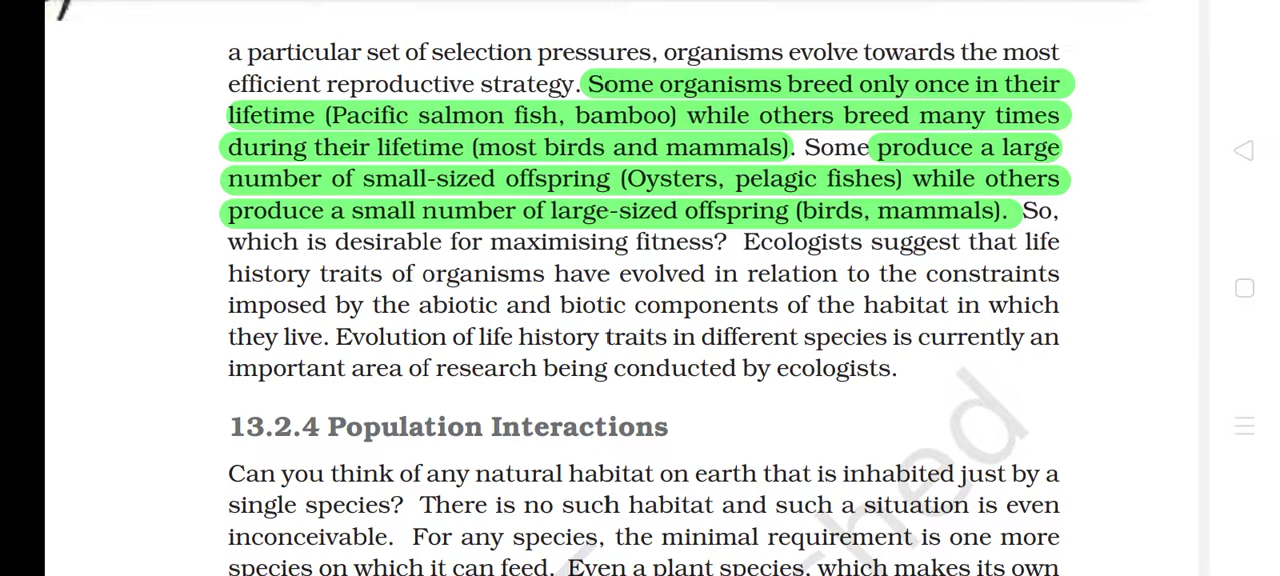 a particular set of selection pressures, organisms evolve towards the most
efficient reproductive strategy. Some organisms breed only once in their
lifetime (Pacific salmon fish, bamboo) while others breed many times
during their lifetime (most birds and mammals). Some produce a large
number of small-sized offspring (Oysters, pelagic fishes) while others
produce a small number of large-sized offspring (birds, mammals). So,
which is desirable for maximising fitness? Ecologists suggest that life
history traits of organisms have evolved in relation to the constraints
imposed by the abiotic and biotic components of the habitat in which
they live. Evolution of life history traits in different species is currently an
important area of research being conducted by ecologists.
13.2.4 Population Interactions
Can you think of any natural habitat on earth that is inhabited just by a
single species? There is no such habitat and such a situation is even
inconceivable. For any species, the minimal requirement is one more
species on which it can feed. Even a plant species, which makes its own